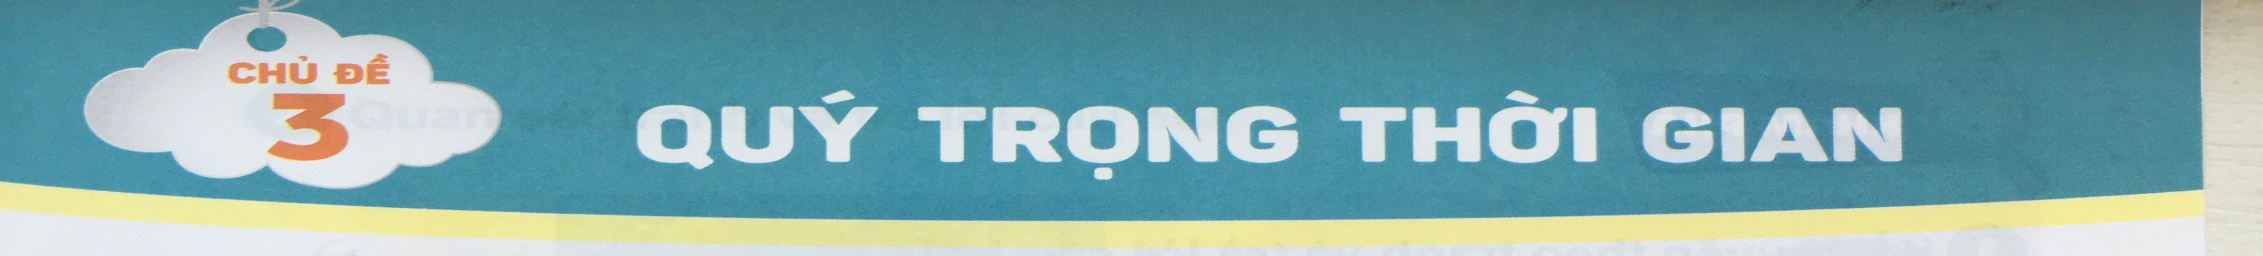 CHỦ ĐỀ
3
QUÝ TRỌNG THỜI GIAN